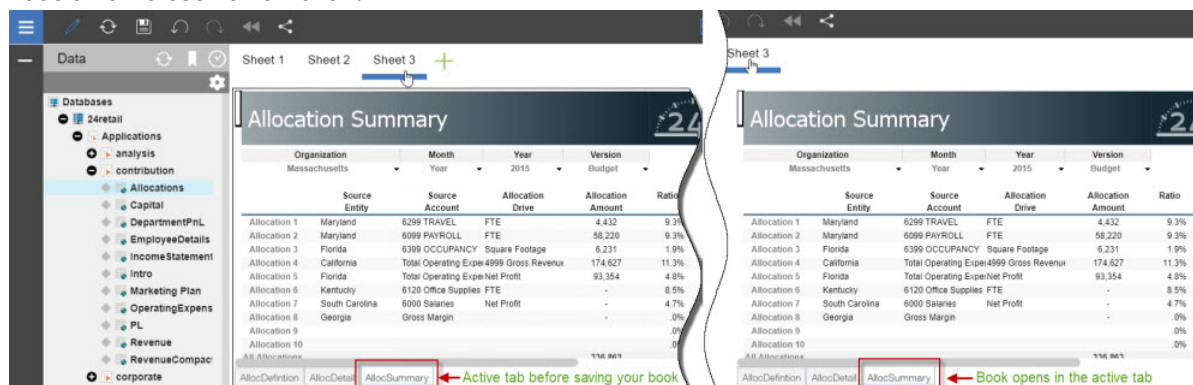 Data
Sheet 1 Sheet 2 Sheet 3
Databases
24retail
Applications
analysis
contribution
Allocations
Capital
DepartmentPnL
EmployeeDetails
IncomeStatement
Intro
Marketing Plan
OperatingExpens
PL
Revenue
RevenueCompac
corporate
Allocation Summary 24
Organization Month Year Version
Massachusetts Year 2015 Budget
Source Entity Source Account Allocation Drive Allocation Amount Ratio
Allocation 1 Maryland 6299 TRAVEL FTE 4,432 9.3%
Allocation 2 Maryland 6099 PAYROLL FTE 58,220 9.3%
Allocation 3 Florida 6399 OCCUPANCY Square Footage 6,231 1.9%
Allocation 4 California Total Operating Expe 4999 Gross Revenue 174,627 11.3%
Allocation 5 Florida Total Operating Expe Net Profit 93,354 4.8%
Allocation 6 Kentucky 6120 Office Supplies FTE - 8.5%
Allocation 7 South Carolina 6000 Salaries Net Profit - 4.7%
Allocation 8 Georgia Gross Margin - .0%
Allocation 9 .0%
Allocation 10 .0
All Allocations 336,863
AllocDefintion AllocDetail AllocSummary Active tab before saving your book
Sheet 3
Allocation Summary 2
Organization Month Year Version
Massachusetts Year 2015 Budget
Source Entity Source Account Allocation Drive Allocation Amount Ratio
Allocation 1 Maryland 6299 TRAVEL FTE 4,432 9.3%
Allocation 2 Maryland 6099 PAYROLL FTE 58,220 9.3%
Allocation 3 Florida 6399 OCCUPANCY Square Footage 6,231 1.9%
Allocation 4 California Total Operating Expe 4999 Gross Revenue 174,627 11.3%
Allocation 5 Florida Total Operating Expe Net Profit 93,354 4.8%
Allocation 6 Kentucky 6120 Office Supplies FTE - 8.5%
Allocation 7 South Carolina 6000 Salaries Net Profit - 4.7%
Allocation 8 Georgia Gross Margin - .0%
Allocation 9 .0%
Allocation 10 .0%
All Allocations 336,863
AllocDefintion AllocDetail AllocSummary Book opens in the active tab